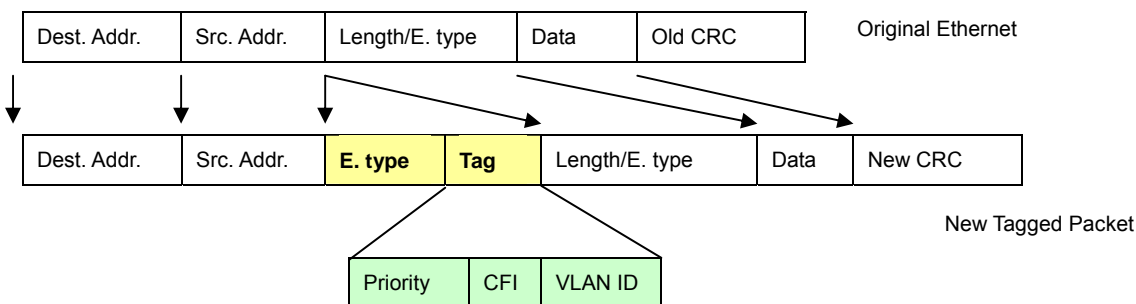 Dest. Addr. Src. Addr. Length/E. type Data Old CRC Original Ethernet
Dest. Addr. Src. Addr. E. type Tag Length/E. type Data New CRC
New Tagged Packet
Priority CFI VLAN ID